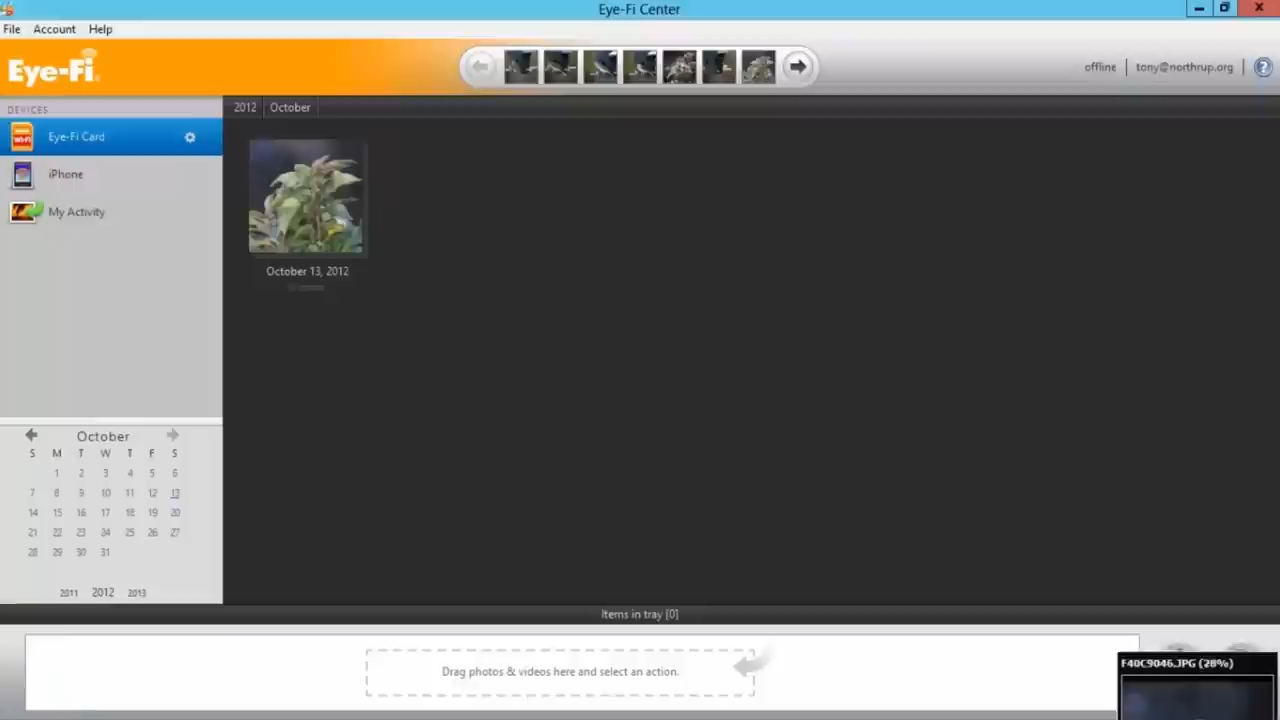 Eye-Fi Center
File Account Help
Eye-Fi
offline tony@northrup.org
DEVICES
2012 October
Eye-Fi Card
iPhone
My Activity
October 13, 2012
October
S M T W T F S
1 2 3 4 5 6
7 8 9 10 11 12 13
14 15 16 17 18 19 20
21 22 23 24 25 26 27
28 29 30 31
2011 2012 2013
Items in tray [0]
Drag photos & videos here and select an action.
F40C9046.JPG (28%)